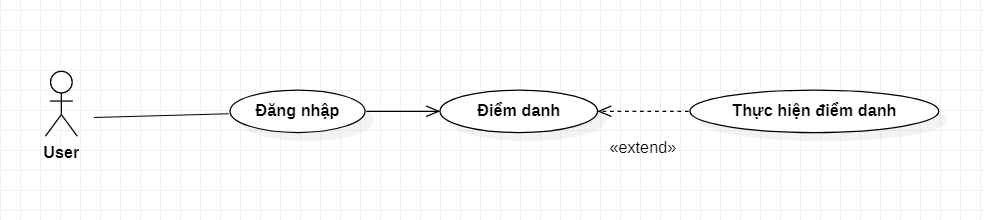 Đăng nhập
Điểm danh
Thực hiện điểm danh
«extend»
User